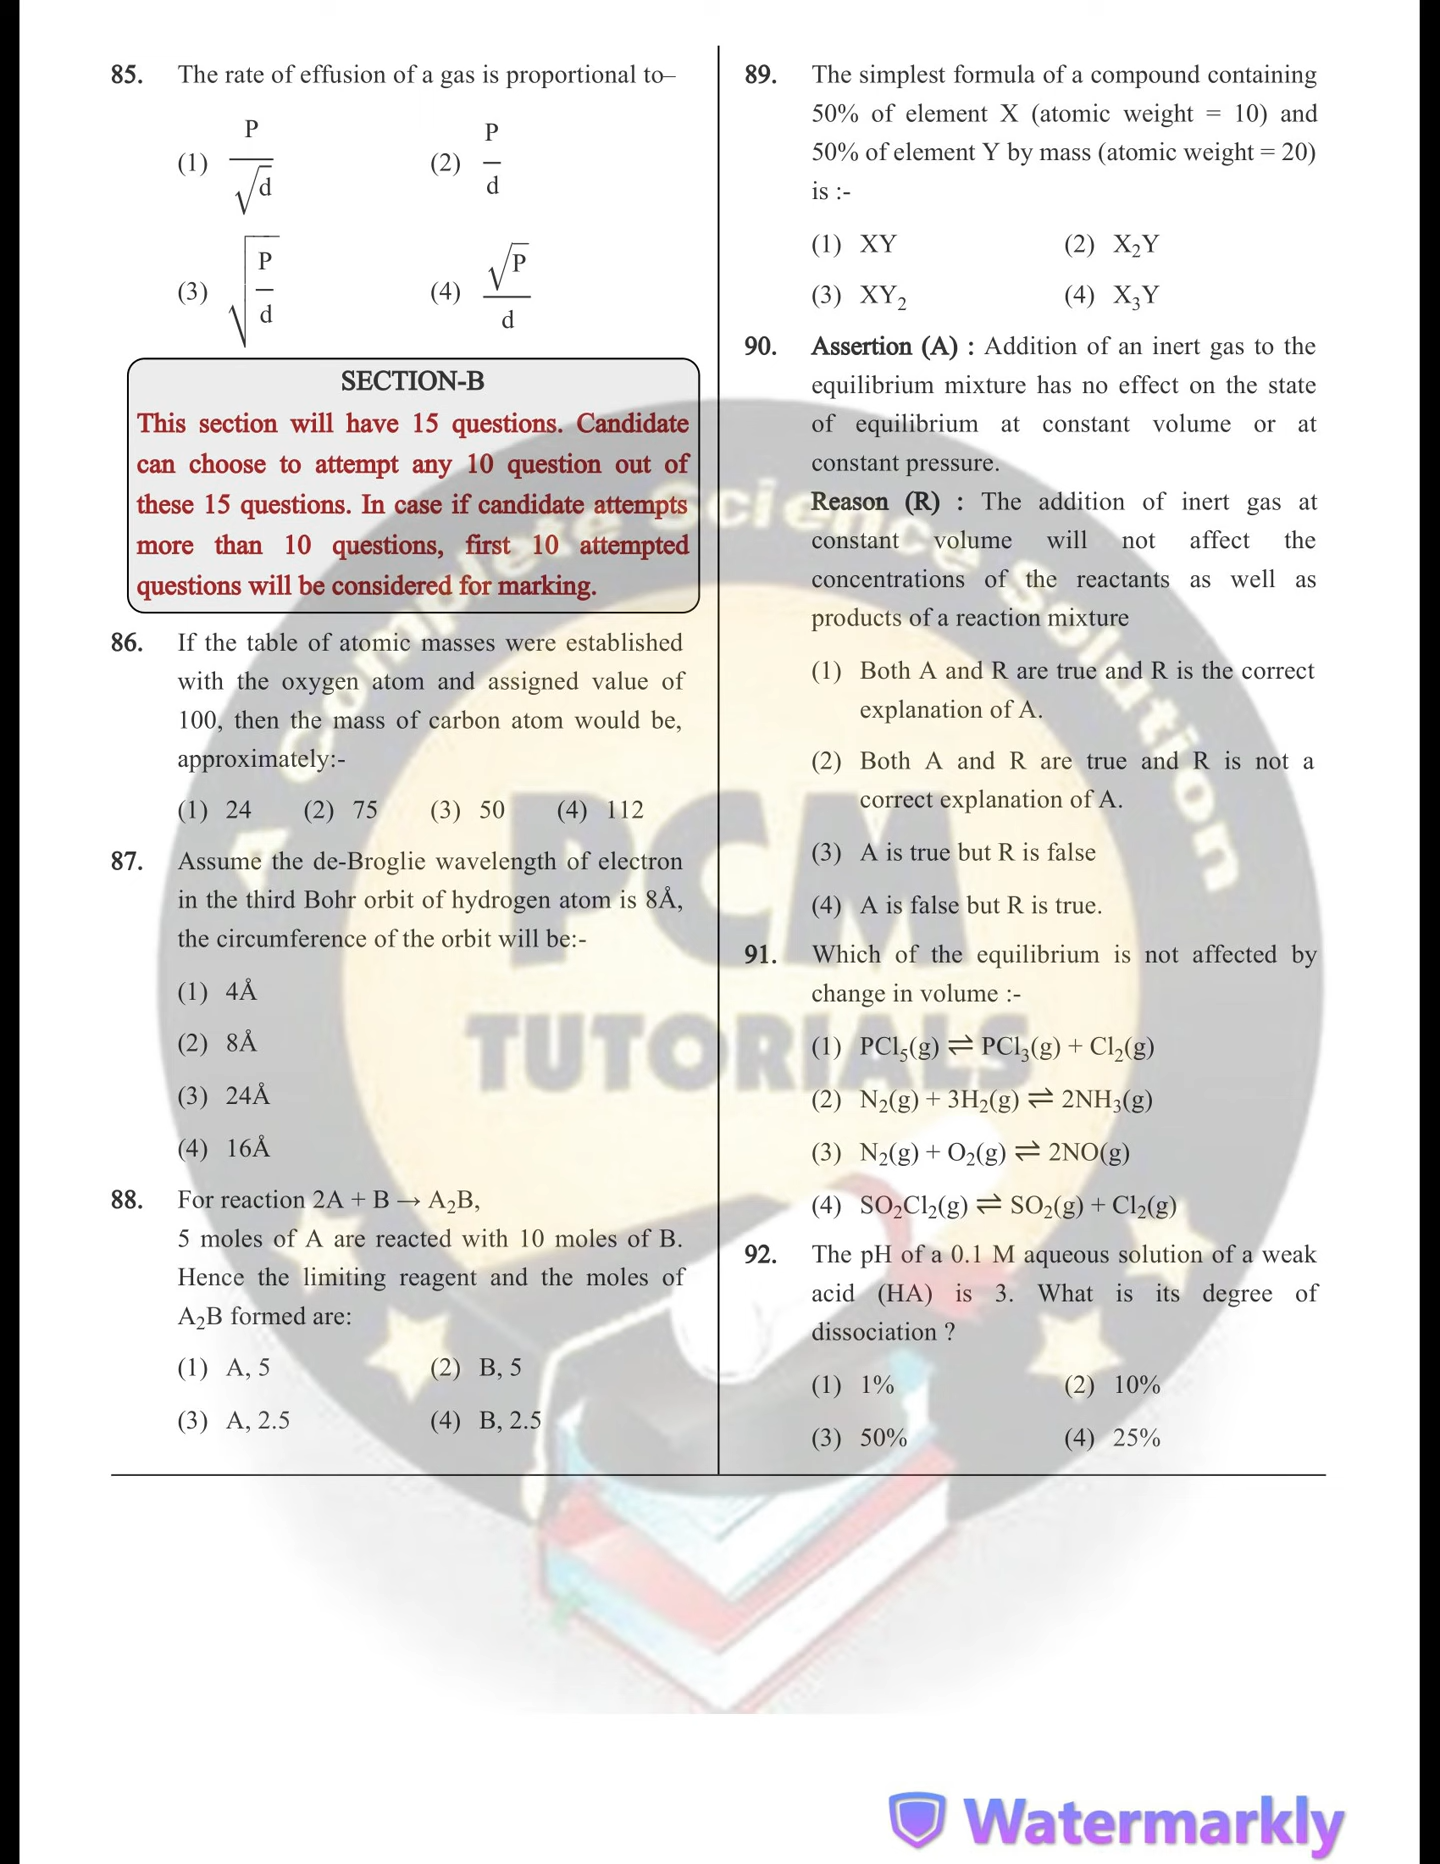 85. The rate of effusion of a gas is proportional to–
(1) P/√d (2) P/d
(3) √(P/d) (4) √P/d
SECTION-B
This section will have 15 questions. Candidate
can choose to attempt any 10 question out of
these 15 questions. In case if candidate attempts
more than 10 questions, first 10 attempted
questions will be considered for marking.
86. If the table of atomic masses were established
with the oxygen atom and assigned value of
100, then the mass of carbon atom would be,
approximately:-
(1) 24 (2) 75 (3) 50 (4) 112
87. Assume the de-Broglie wavelength of electron
in the third Bohr orbit of hydrogen atom is 8Å,
the circumference of the orbit will be:-
(1) 4Å
(2) 8Å
(3) 24Å
(4) 16Å
88. For reaction 2A + B → A₂B,
5 moles of A are reacted with 10 moles of B.
Hence the limiting reagent and the moles of
A₂B formed are:
(1) A, 5 (2) B, 5
(3) A, 2.5 (4) B, 2.5
89. The simplest formula of a compound containing
50% of element X (atomic weight = 10) and
50% of element Y by mass (atomic weight = 20)
is :-
(1) XY (2) X₂Y
(3) XY₂ (4) X₃Y
90. Assertion (A) : Addition of an inert gas to the
equilibrium mixture has no effect on the state
of equilibrium at constant volume or at
constant pressure.
Reason (R) : The addition of inert gas at
constant volume will not affect the
concentrations of the reactants as well as
products of a reaction mixture
(1) Both A and R are true and R is the correct
explanation of A.
(2) Both A and R are true and R is not a
correct explanation of A.
(3) A is true but R is false
(4) A is false but R is true.
91. Which of the equilibrium is not affected by
change in volume :-
(1) PCl₅(g) ⇌ PCl₃(g) + Cl₂(g)
(2) N₂(g) + 3H₂(g) ⇌ 2NH₃(g)
(3) N₂(g) + O₂(g) ⇌ 2NO(g)
(4) SO₂Cl₂(g) ⇌ SO₂(g) + Cl₂(g)
92. The pH of a 0.1 M aqueous solution of a weak
acid (HA) is 3. What is its degree of
dissociation ?
(1) 1% (2) 10%
(3) 50% (4) 25%
A Complete Science Solution
PCM
TUTORIALS
Watermarkly